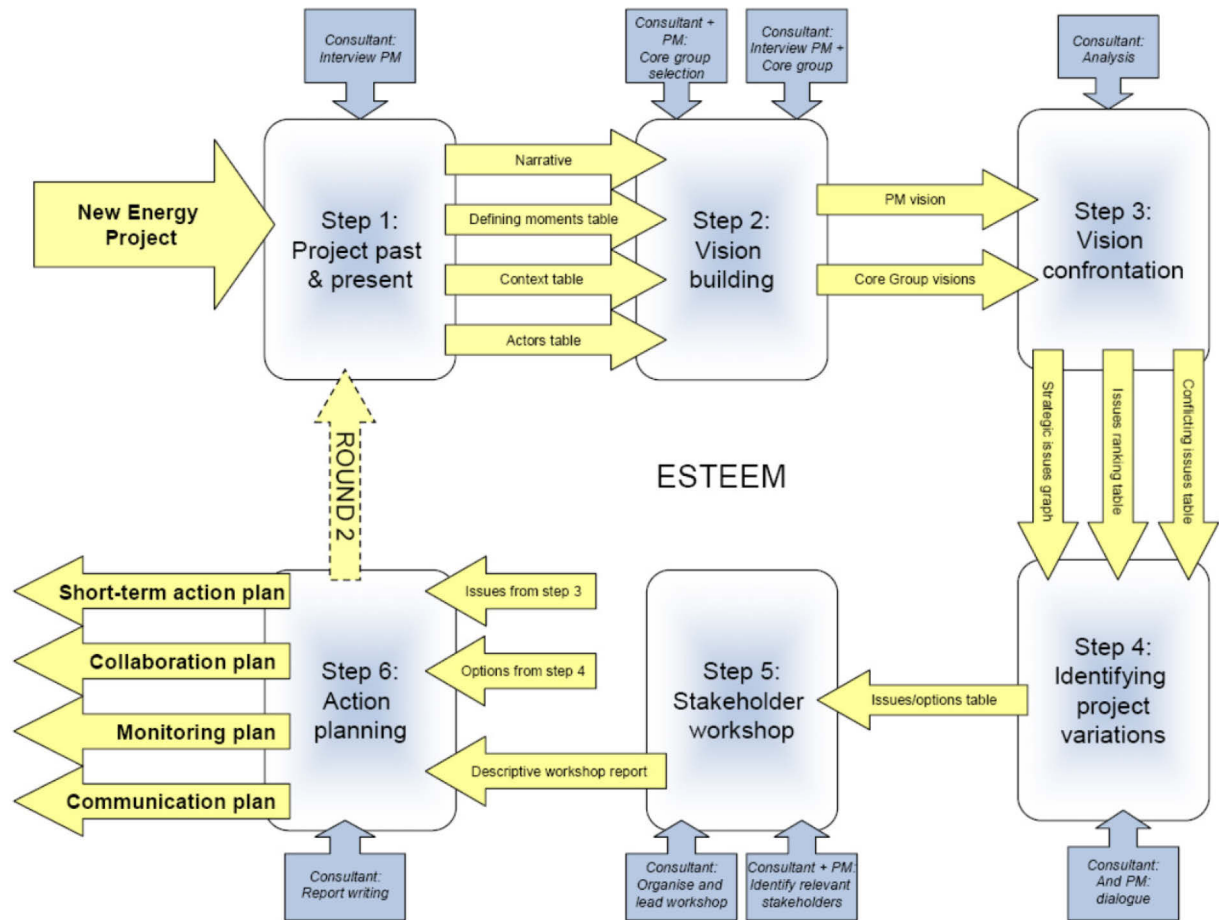 Consultant:
Interview PM
Consultant +
PM:
Core group
selection
Consultant:
Interview PM +
Core group
Consultant:
Analysis
New Energy
Project
Step 1:
Project past
& present
Narrative
Defining moments table
Context table
Actors table
Step 2:
Vision
building
PM vision
Core Group visions
Step 3:
Vision
confrontation
Strategic issues graph
Issues ranking table
Conflicting issues table
ROUND 2
ESTEEM
Short-term action plan
Collaboration plan
Monitoring plan
Communication plan
Step 6:
Action
planning
Issues from step 3
Options from step 4
Descriptive workshop report
Step 5:
Stakeholder
workshop
Issues/options table
Step 4:
Identifying
project
variations
Consultant:
Report writing
Consultant:
Organise and
lead workshop
Consultant + PM:
Identify relevant
stakeholders
Consultant:
And PM:
dialogue